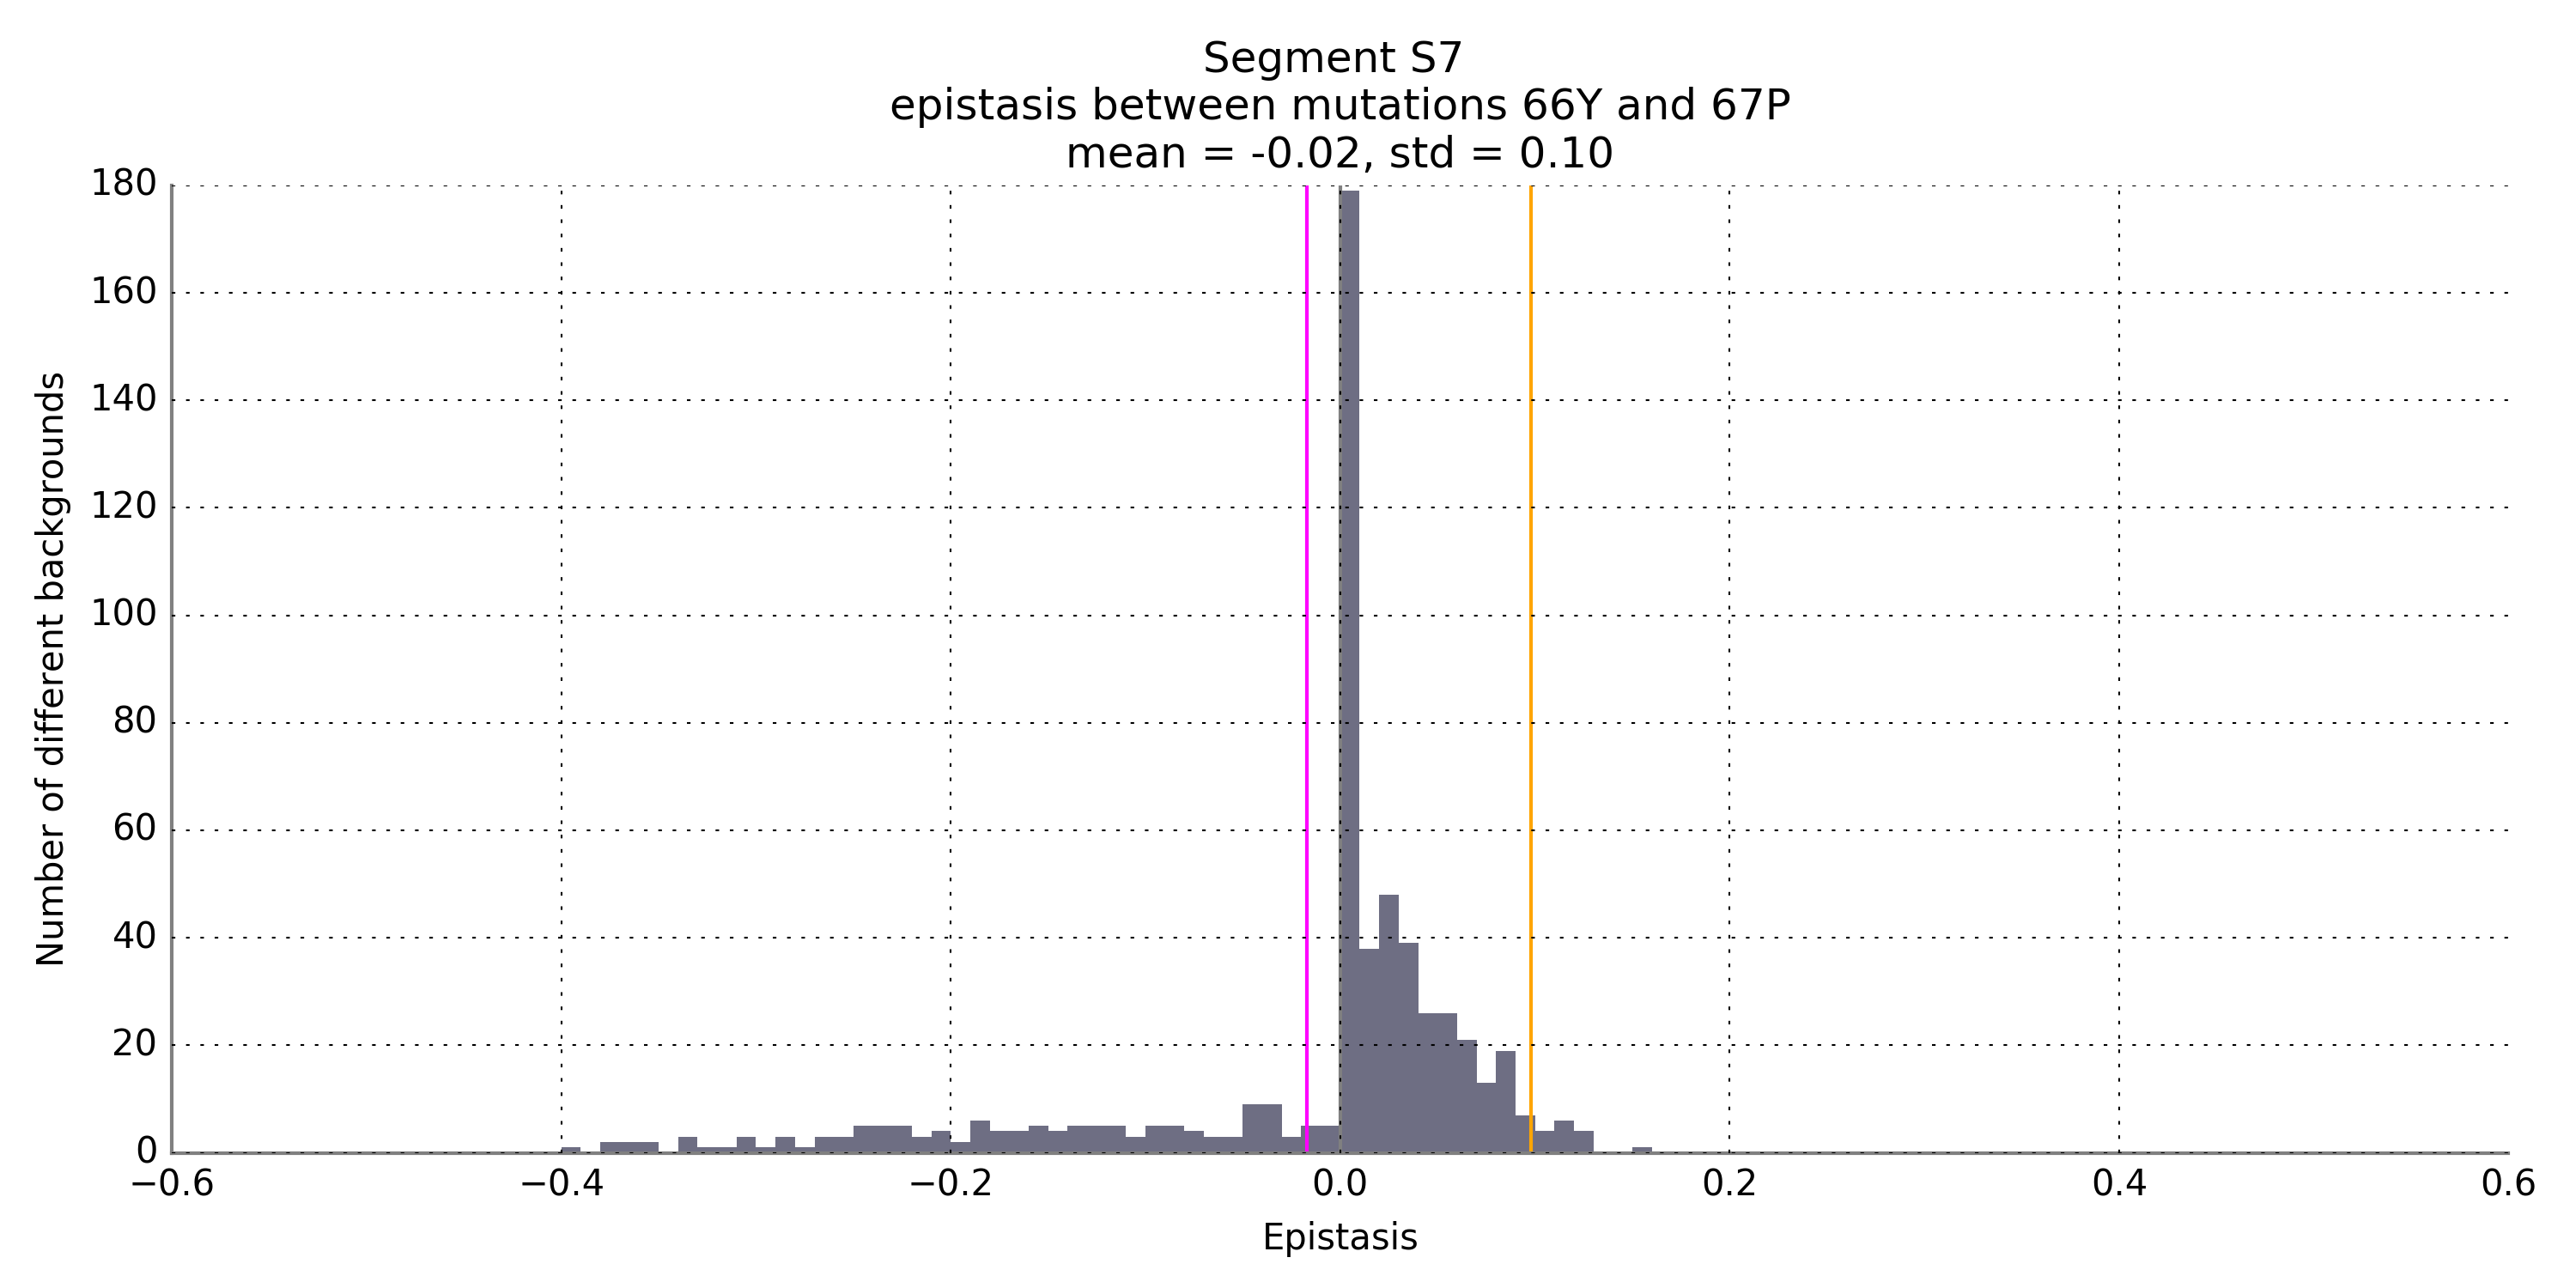 Segment S7
epistasis between mutations 66Y and 67P
mean = -0.02, std = 0.10
180
160
140
120
100
80
60
40
20
0
Number of different backgrounds
−0.6 −0.4 −0.2 0.0 0.2 0.4 0.6
Epistasis